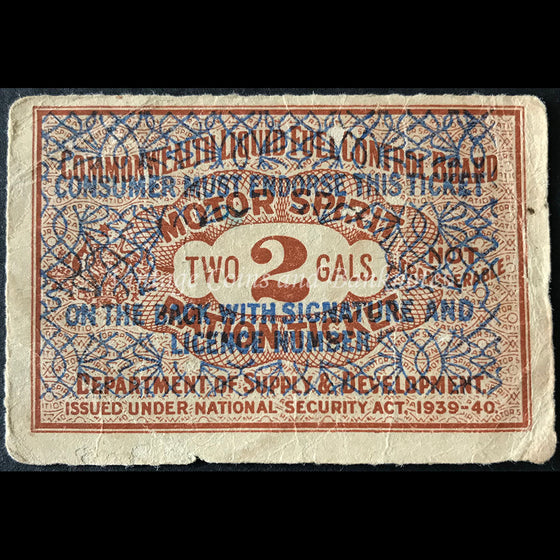 COMMONWEALTH LIQUID FUEL CONTROL BOARD
CONSUMER MUST ENDORSE THIS TICKET
MOTOR SPIRIT
TWO 2 GALS.
NOT
TRANSFERABLE
ON THE BACK WITH SIGNATURE AND
RATION TICKET
LICENCE NUMBER
DEPARTMENT OF SUPPLY & DEVELOPMENT.
ISSUED UNDER NATIONAL SECURITY ACT, 1939-40.